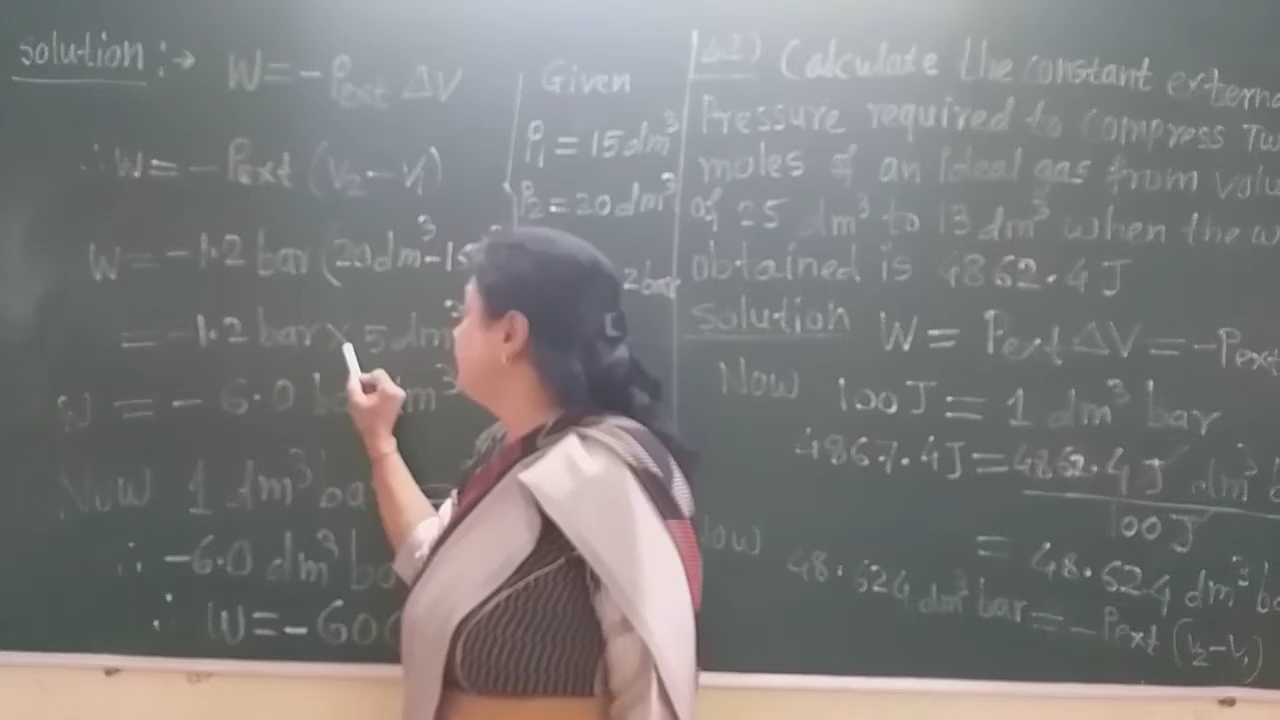 Solution :→ W = - Pext ΔV
∴ W = - Pext (V₂ - V₁)
W = -1.2 bar (20 dm³ - 15
= -1.2 bar × 5 dm³
W = - 6.0 b m³
Now 1 dm³ ba =
∴ -6.0 dm³ ba
∴ W = -600
Given
P₁ = 15 dm³
P₂ = 20 dm³
2 bar
Calculate the constant externa
Pressure required to compress Tw
moles of an ideal gas from volu
of 25 dm³ to 13 dm³ when the w
obtained is 4862.4 J
Solution W = Pext ΔV = -Pext
Now 100 J = 1 dm³ bar
4867.4 J = 4862.4 J dm³ b
100 J
= 48.624 dm³ ba
Now 48.624 dm³ bar = - Pext (V₂ - V₁)